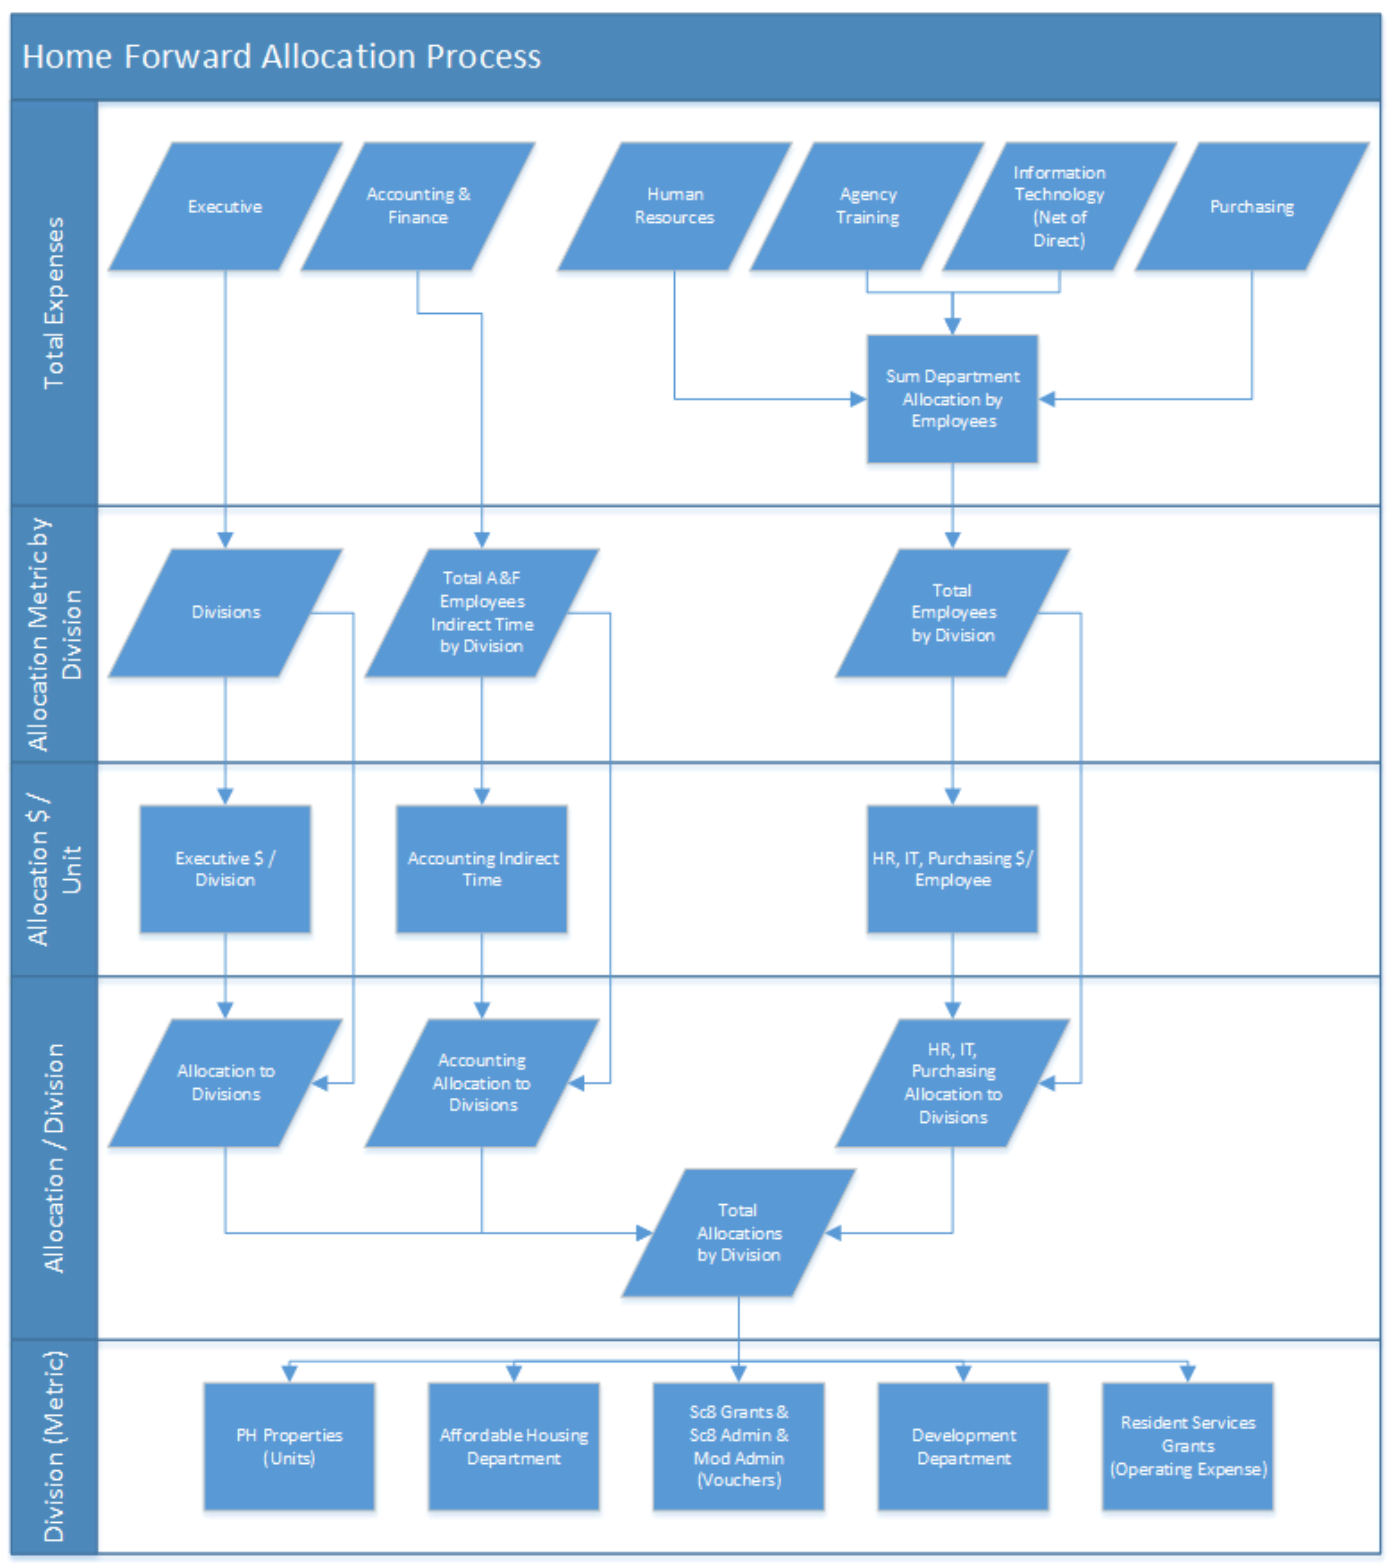 Home Forward Allocation Process
Total Expenses
Executive
Accounting &
Finance
Human
Resources
Agency
Training
Information
Technology
(Net of
Direct)
Purchasing
Sum Department
Allocation by
Employees
Allocation Metric by
Division
Divisions
Total A&F
Employees
Indirect Time
by Division
Total
Employees
by Division
Allocation $ /
Unit
Executive $ /
Division
Accounting Indirect
Time
HR, IT, Purchasing $/
Employee
Allocation / Division
Allocation to
Divisions
Accounting
Allocation to
Divisions
HR, IT,
Purchasing
Allocation to
Divisions
Total
Allocations
by Division
Division (Metric)
PH Properties
(Units)
Affordable Housing
Department
Sc8 Grants &
Sc8 Admin &
Mod Admin
(Vouchers)
Development
Department
Resident Services
Grants
(Operating Expense)